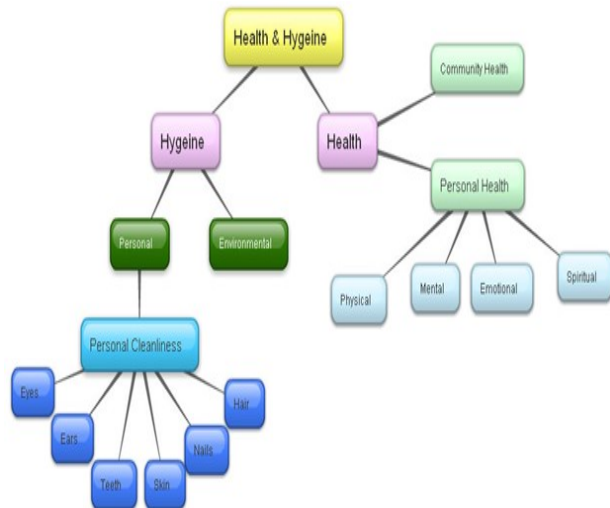 Health & Hygeine
Community Health
Hygeine
Health
Personal Health
Personal
Environmental
Physical
Mental
Emotional
Spiritual
Personal Cleanliness
Eyes
Ears
Teeth
Skin
Nails
Hair